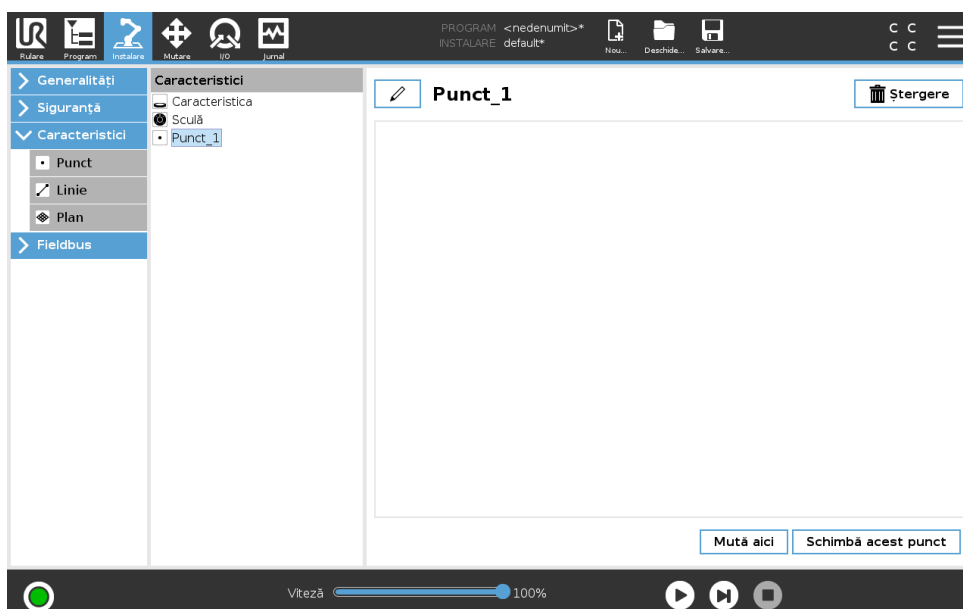 UR
Rulare
Program
Instalare
Mutare
I/O
Jurnal
PROGRAM <nedenumit>*
INSTALARE default*
Nou...
Deschide...
Salvare...
C C
C C
Generalități
Siguranță
Caracteristici
Punct
Linie
Plan
Fieldbus
Caracteristici
Caracteristica
Sculă
Punct_1
Punct_1
Ștergere
Mută aici
Schimbă acest punct
Viteză
100%